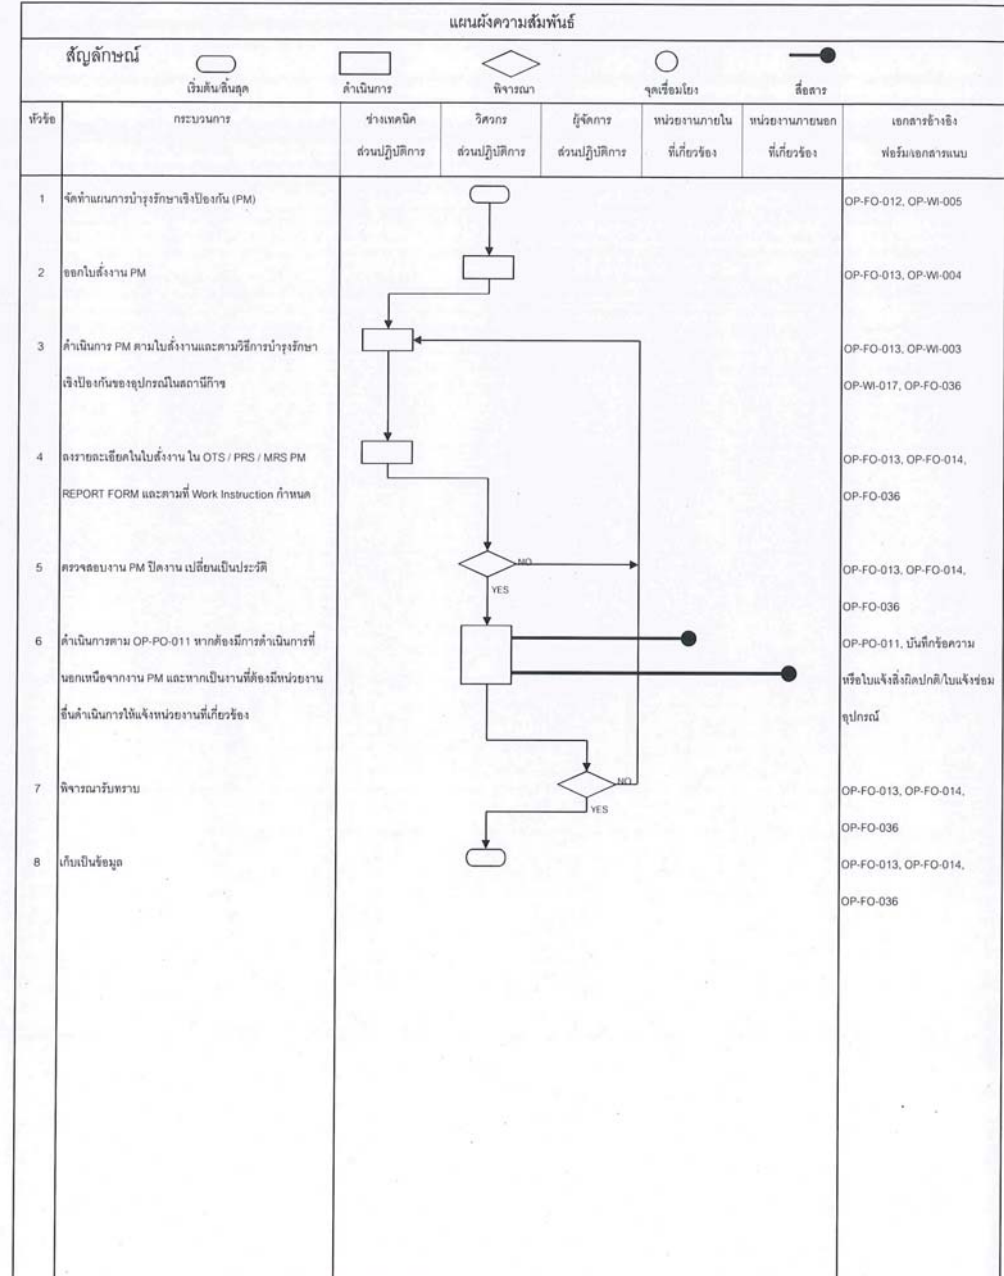 แผนผังความสัมพันธ์
สัญลักษณ์
เริ่มต้น/สิ้นสุด ดำเนินการ พิจารณา จุดเชื่อมโยง สื่อสาร
หัวข้อ กระบวนการ ช่างเทคนิค วิศวกร ผู้จัดการ หน่วยงานภายใน หน่วยงานภายนอก เอกสารอ้างอิง
ส่วนปฏิบัติการ ส่วนปฏิบัติการ ส่วนปฏิบัติการ ที่เกี่ยวข้อง ที่เกี่ยวข้อง ฟอร์ม/เอกสารแนบ
1 จัดทำแผนการบำรุงรักษาเชิงป้องกัน (PM) OP-FO-012, OP-WI-005
2 ออกใบสั่งงาน PM OP-FO-013, OP-WI-004
3 ดำเนินการ PM ตามใบสั่งงานและตามวิธีการบำรุงรักษา OP-FO-013, OP-WI-003
เชิงป้องกันของอุปกรณ์ในสถานีก๊าซ OP-WI-017, OP-FO-036
4 ลงรายละเอียดในใบสั่งงาน ใน OTS / PRS / MRS PM OP-FO-013, OP-FO-014,
REPORT FORM และตามที่ Work Instruction กำหนด OP-FO-036
5 ตรวจสอบงาน PM ปิดงาน เปลี่ยนเป็นประวัติ NO OP-FO-013, OP-FO-014,
YES
OP-FO-036
6 ดำเนินการตาม OP-PO-011 หากต้องมีการดำเนินการที่ OP-PO-011, บันทึกข้อความ
นอกเหนือจากงาน PM และหากเป็นงานที่ต้องมีหน่วยงาน หรือใบแจ้งสิ่งผิดปกติ/ใบแจ้งซ่อม
อื่นดำเนินการให้แจ้งหน่วยงานที่เกี่ยวข้อง อุปกรณ์
7 พิจารณารับทราบ NO OP-FO-013, OP-FO-014,
YES
OP-FO-036
8 เก็บเป็นข้อมูล OP-FO-013, OP-FO-014,
OP-FO-036